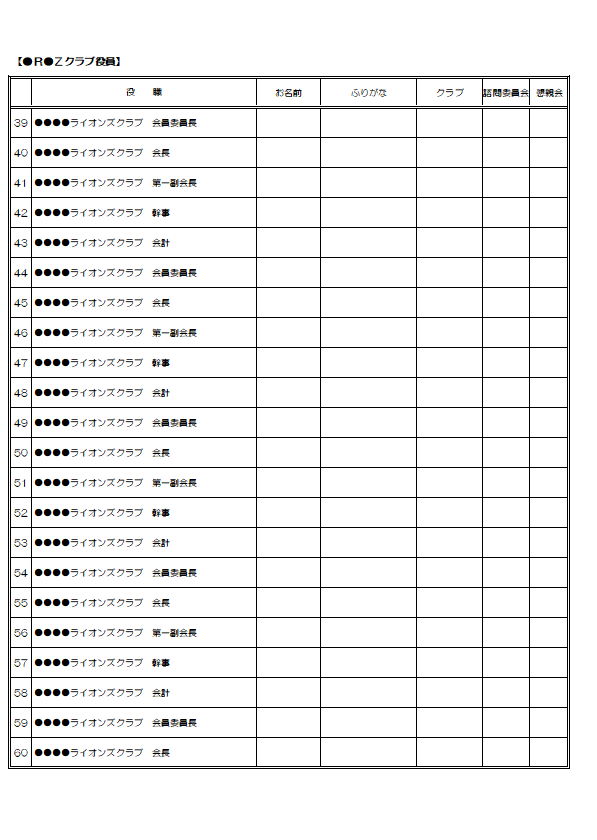 【●Ｒ●Ｚクラブ役員】
役　職 お名前 ふりがな クラブ 諮問委員会 懇親会
39 ●●●●ライオンズクラブ　会員委員長
40 ●●●●ライオンズクラブ　会長
41 ●●●●ライオンズクラブ　第一副会長
42 ●●●●ライオンズクラブ　幹事
43 ●●●●ライオンズクラブ　会計
44 ●●●●ライオンズクラブ　会員委員長
45 ●●●●ライオンズクラブ　会長
46 ●●●●ライオンズクラブ　第一副会長
47 ●●●●ライオンズクラブ　幹事
48 ●●●●ライオンズクラブ　会計
49 ●●●●ライオンズクラブ　会員委員長
50 ●●●●ライオンズクラブ　会長
51 ●●●●ライオンズクラブ　第一副会長
52 ●●●●ライオンズクラブ　幹事
53 ●●●●ライオンズクラブ　会計
54 ●●●●ライオンズクラブ　会員委員長
55 ●●●●ライオンズクラブ　会長
56 ●●●●ライオンズクラブ　第一副会長
57 ●●●●ライオンズクラブ　幹事
58 ●●●●ライオンズクラブ　会計
59 ●●●●ライオンズクラブ　会員委員長
60 ●●●●ライオンズクラブ　会長